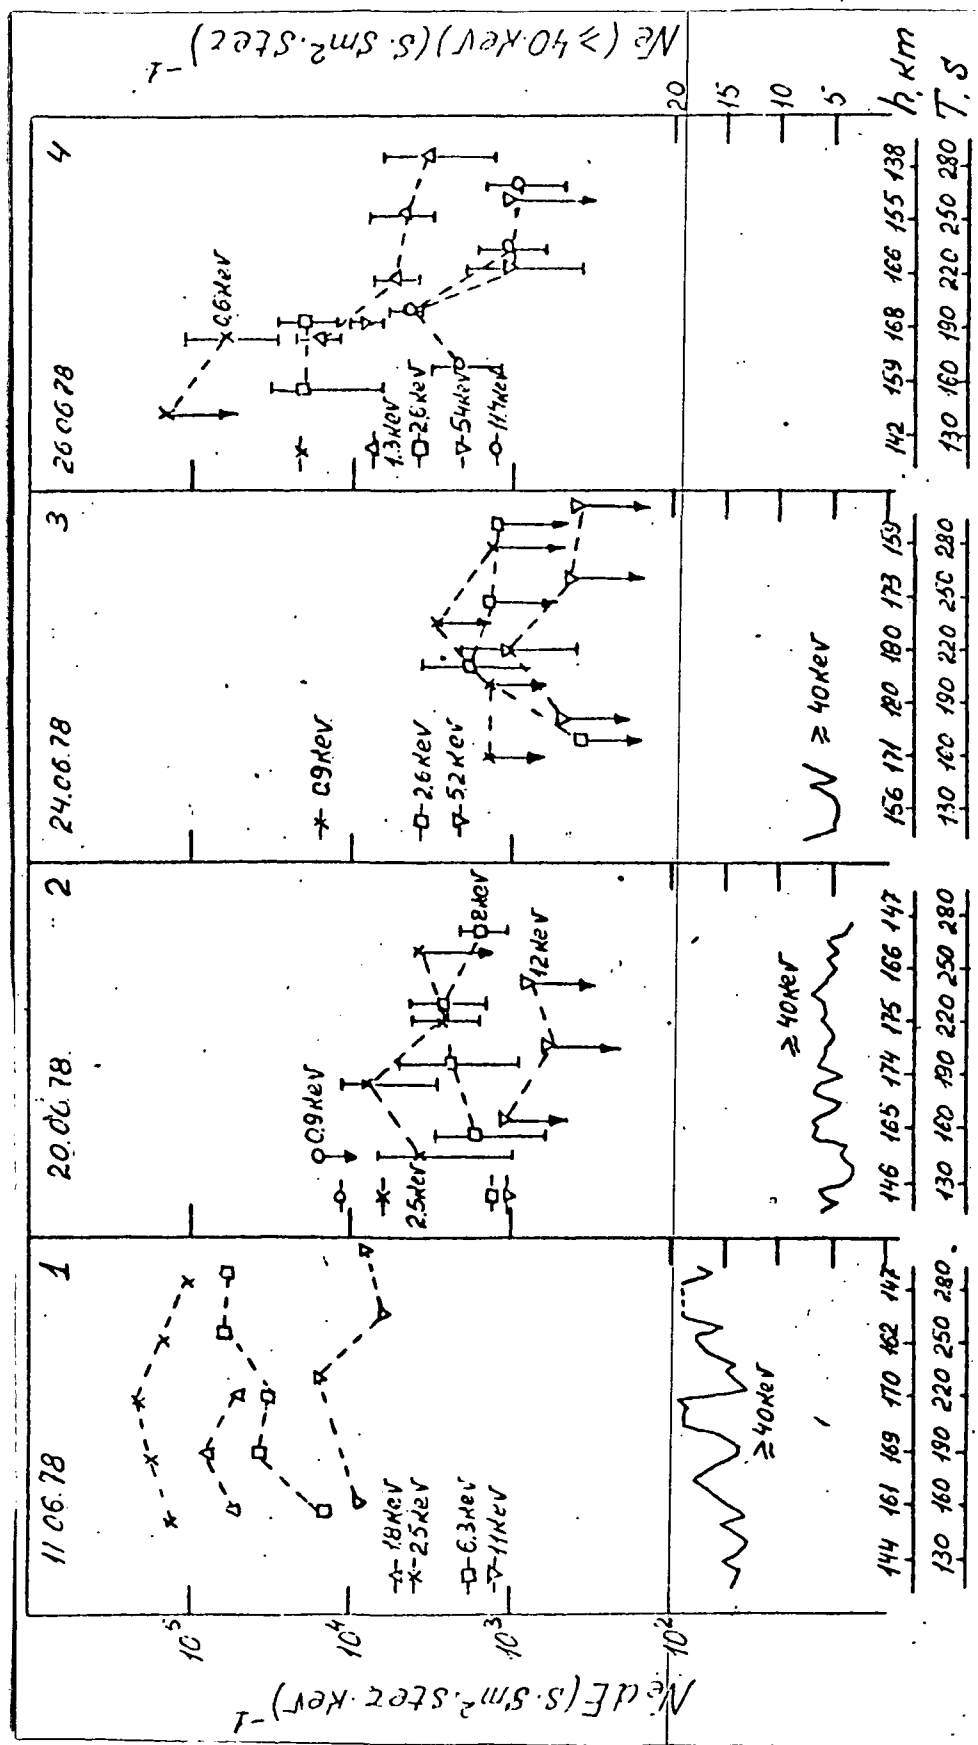 NedE(s·sm²·ster·kev)⁻¹
10⁵
10⁴
10³
10²
11 06.78 1
-△- 1.8kev
-×- 2.5kev
-□- 6.3kev
-▽- 11kev
≥40kev
144 161 169 170 162 147
130 160 190 220 250 280
20.06.78 2
0.9kev
2.5kev
8kev
12kev
≥40kev
146 165 174 175 166 147
130 160 190 220 250 280
24.06.78 3
-×- 0.9kev
-□- 2.6kev
-▽- 5.2kev
≥40kev
156 171 180 180 173 159
130 160 190 220 250 280
26 06 78 4
0.6kev
1.3kev
-□- 2.6kev
-▽- 5.4kev
-○- 11.4kev
142 159 168 166 155 138 h, km
130 160 190 220 250 280 T, s
20
15
10
5
Ne (≥40·kev)(s·sm²·ster)⁻¹